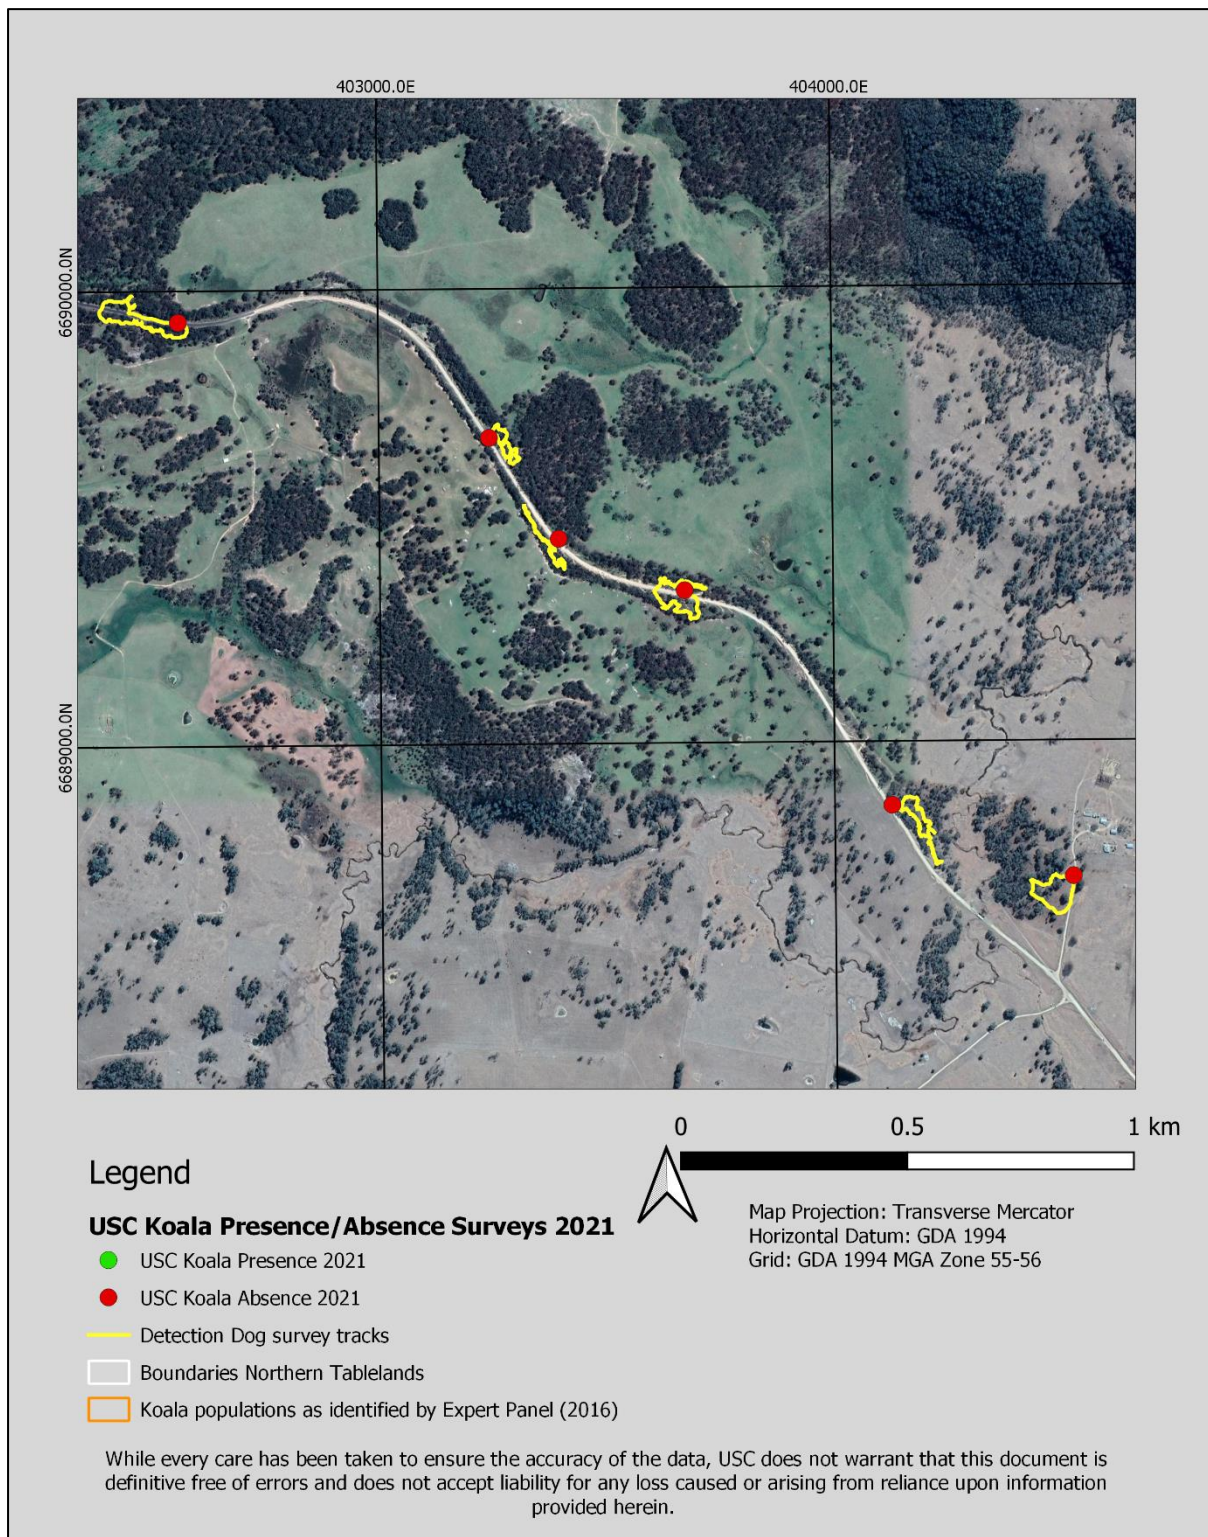 403000.0E 404000.0E
6690000.0N
6689000.0N
0 0.5 1 km
Legend
USC Koala Presence/Absence Surveys 2021
USC Koala Presence 2021
USC Koala Absence 2021
Detection Dog survey tracks
Boundaries Northern Tablelands
Koala populations as identified by Expert Panel (2016)
Map Projection: Transverse Mercator
Horizontal Datum: GDA 1994
Grid: GDA 1994 MGA Zone 55-56
While every care has been taken to ensure the accuracy of the data, USC does not warrant that this document is
definitive free of errors and does not accept liability for any loss caused or arising from reliance upon information
provided herein.